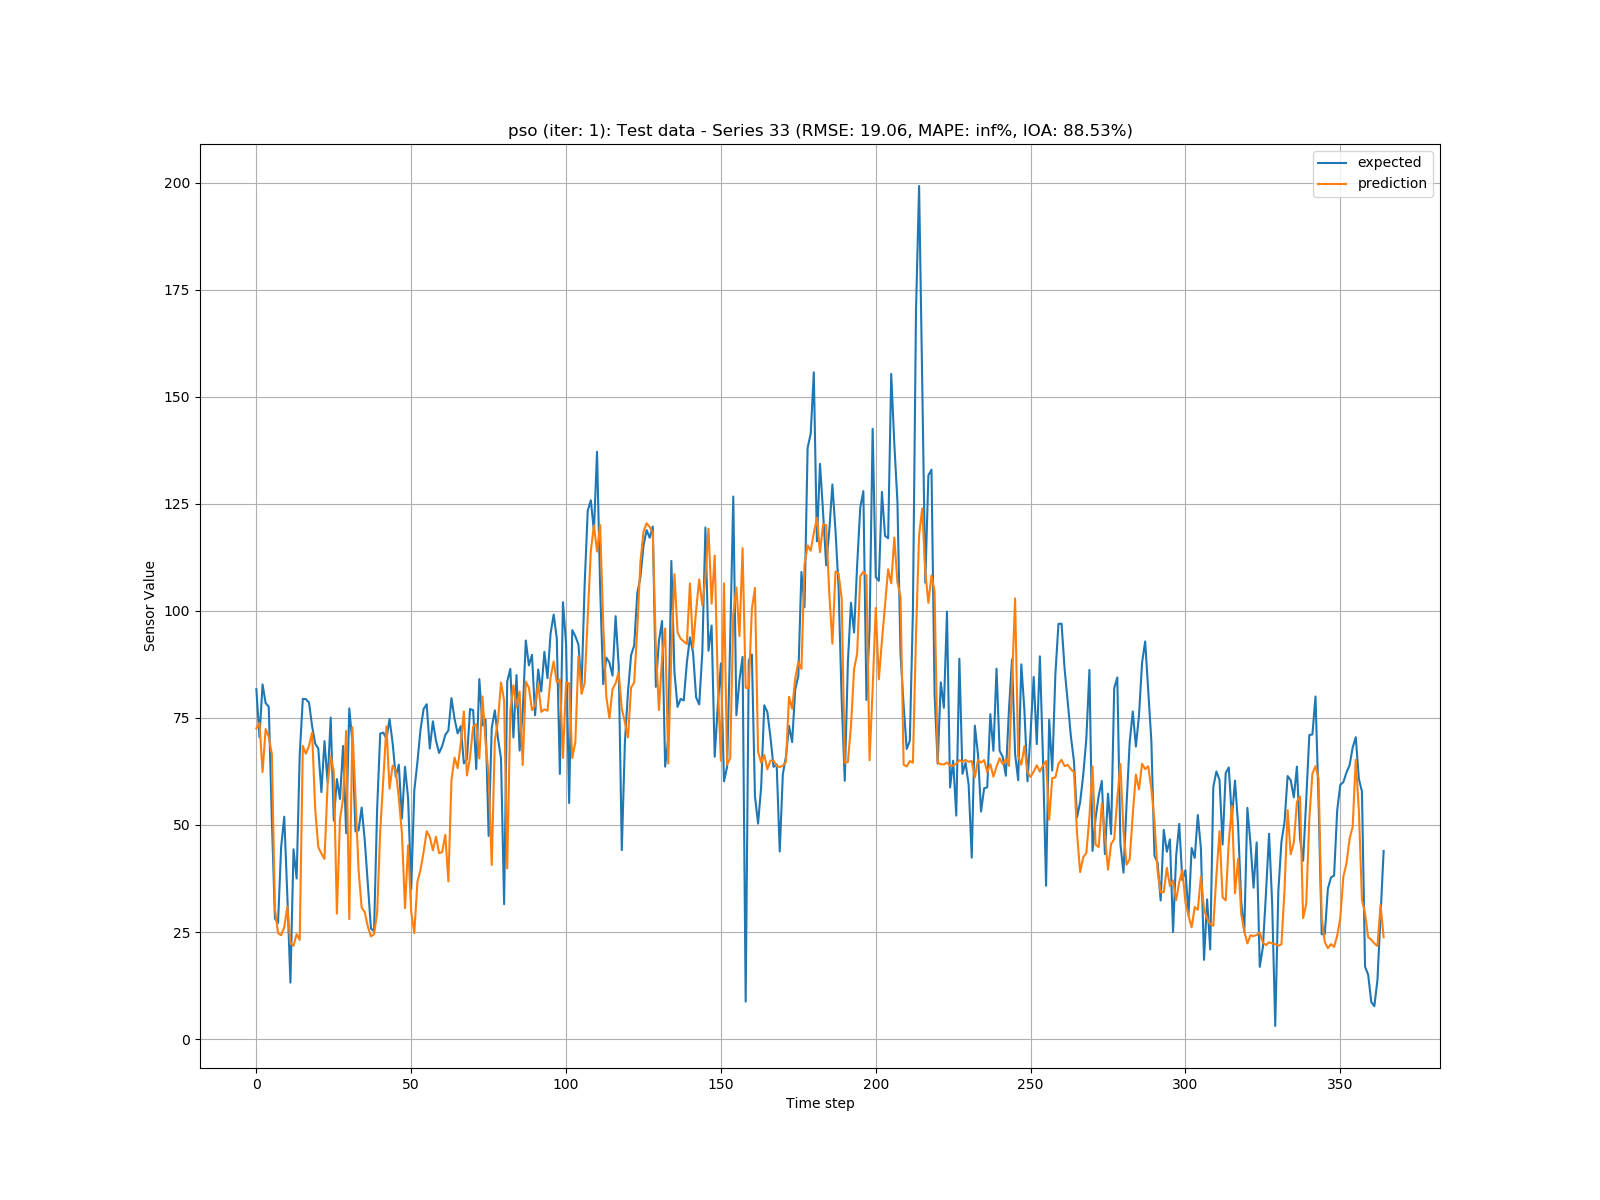 pso (iter: 1): Test data - Series 33 (RMSE: 19.06, MAPE: inf%, IOA: 88.53%)
expected
prediction
200
175
150
125
100
75
50
25
0
Sensor Value
0 50 100 150 200 250 300 350
Time step